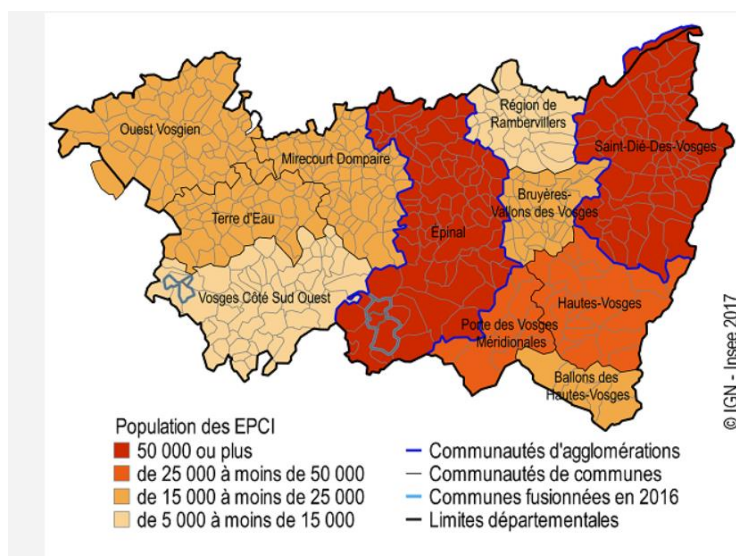 Région de
Rambervillers
Ouest Vosgien
Saint-Dié-Des-Vosges
Mirecourt Dompaire
Bruyères-
Vallons des Vosges
Terre d'Eau
Épinal
Vosges Côté Sud Ouest
Hautes-Vosges
Porte des Vosges
Méridionales
Ballons des
Hautes-Vosges
© IGN - Insee 2017
Population des EPCI
50 000 ou plus
de 25 000 à moins de 50 000
de 15 000 à moins de 25 000
de 5 000 à moins de 15 000
Communautés d'agglomérations
Communautés de communes
Communes fusionnées en 2016
Limites départementales